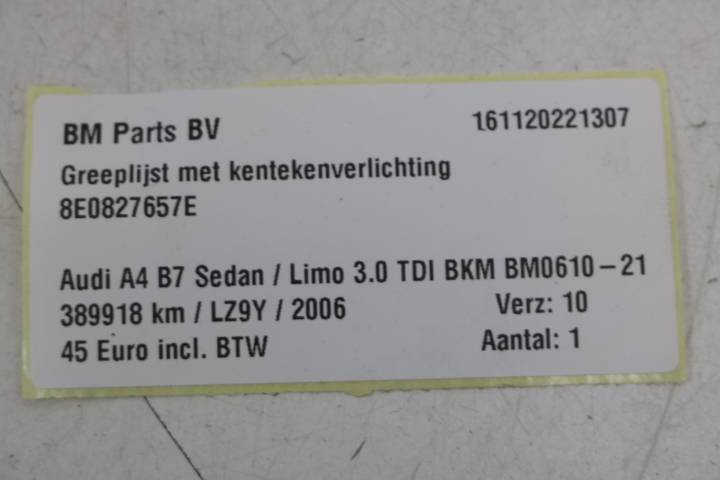 BM Parts BV 161120221307
Greeplijst met kentekenverlichting
8E0827657E
Audi A4 B7 Sedan / Limo 3.0 TDI BKM BM0610-21
389918 km / LZ9Y / 2006 Verz: 10
45 Euro incl. BTW Aantal: 1